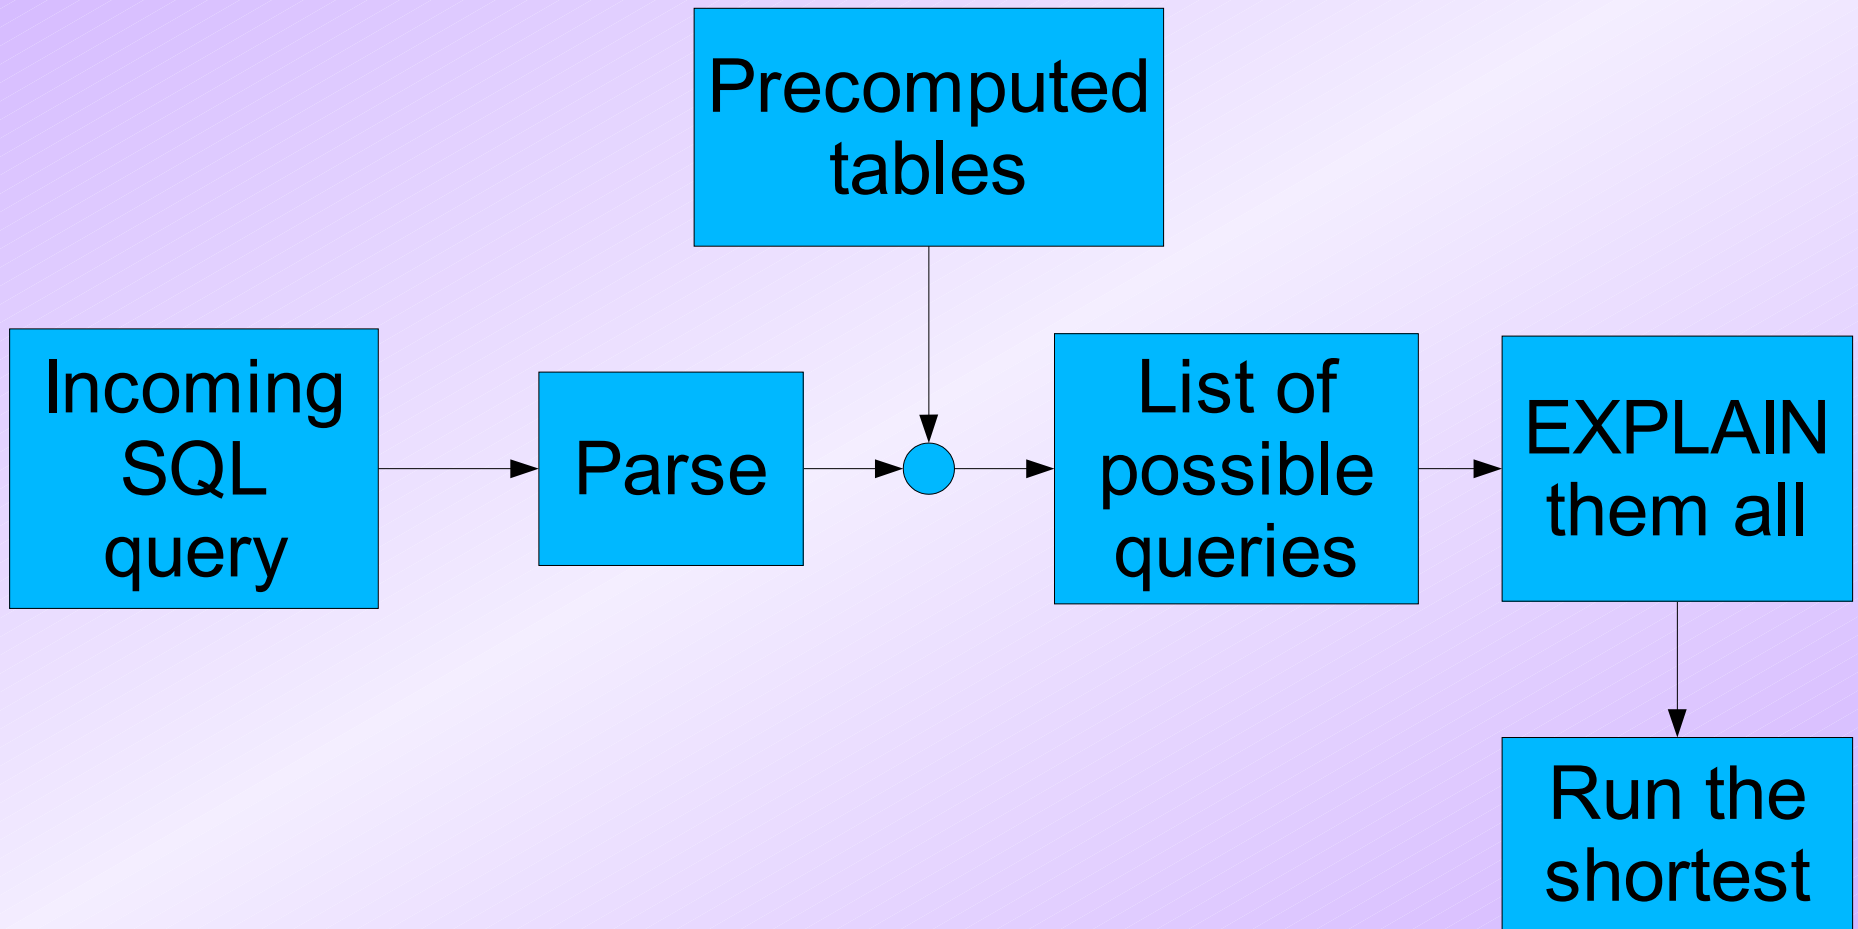 Precomputed
tables
Incoming
SQL
query
Parse
List of
possible
queries
EXPLAIN
them all
Run the
shortest